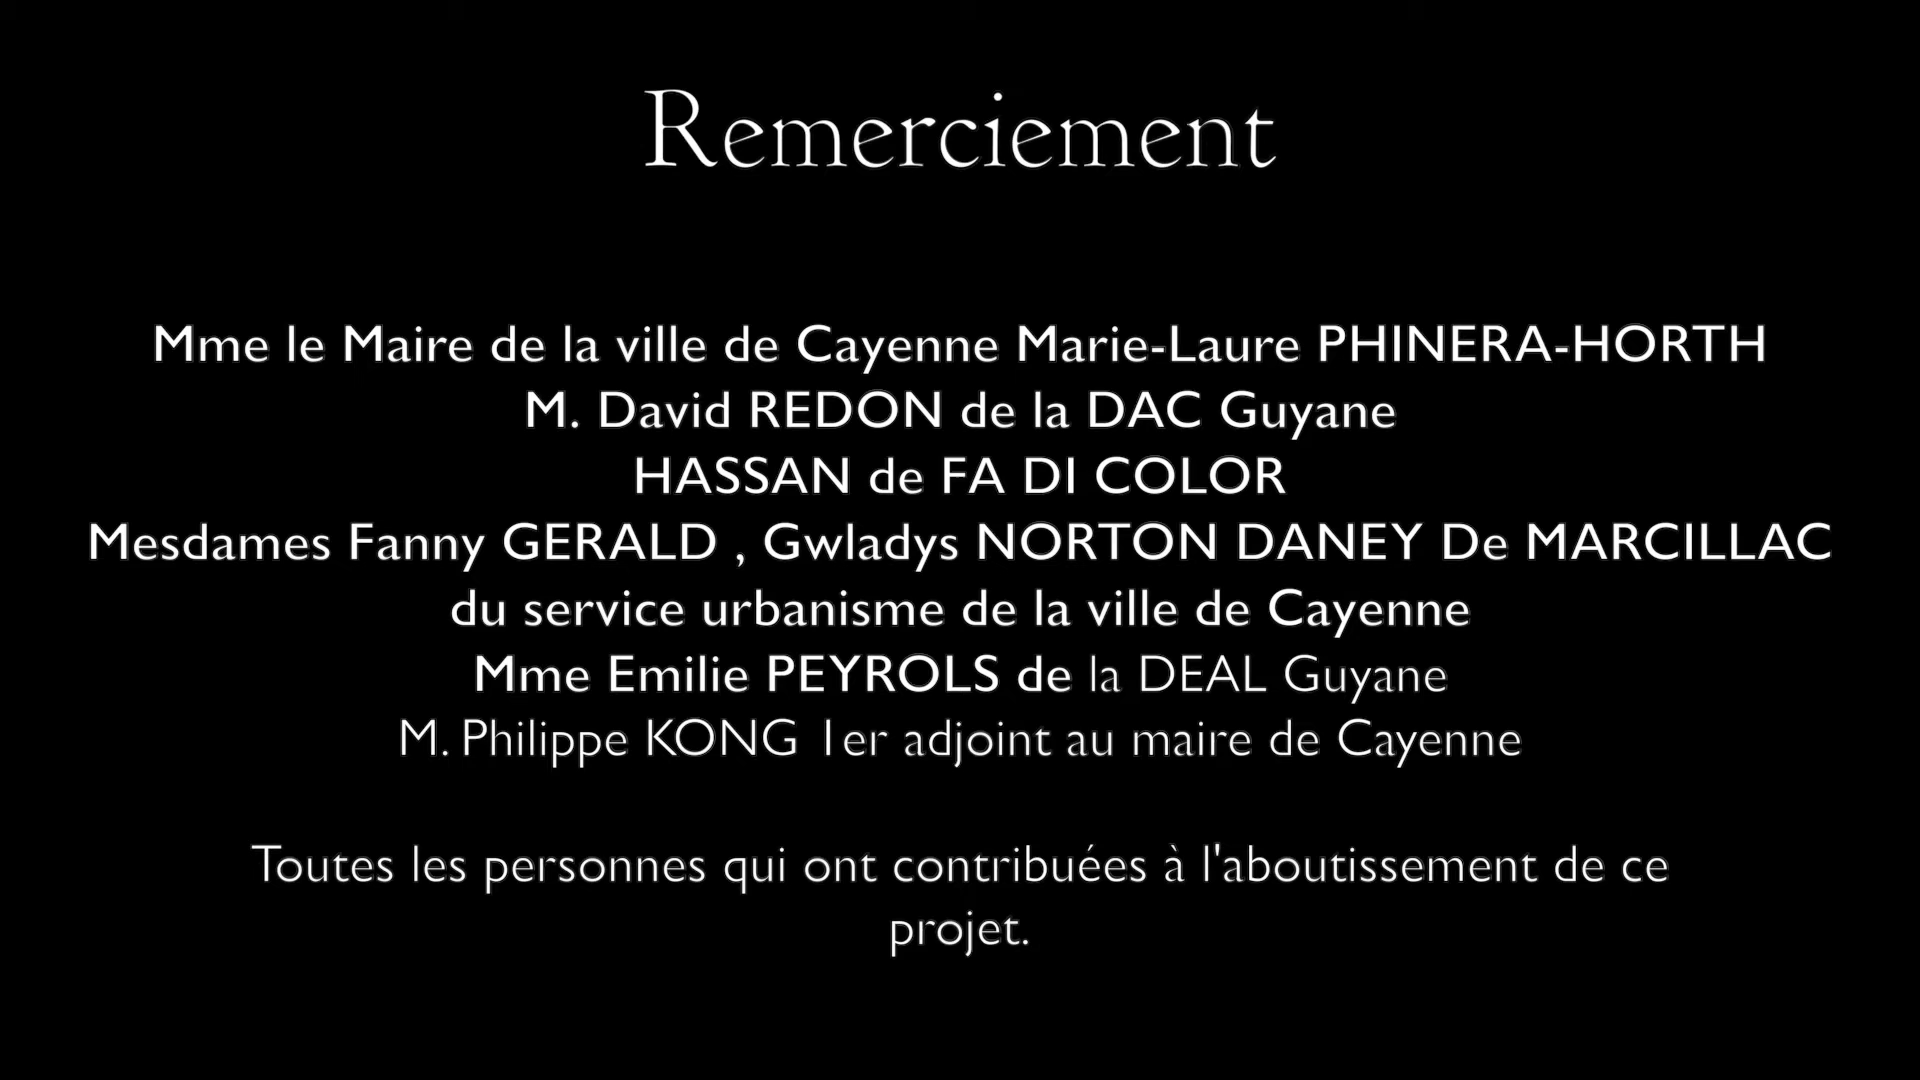 Remerciement
Mme le Maire de la ville de Cayenne Marie-Laure PHINERA-HORTH
M. David REDON de la DAC Guyane
HASSAN de FA DI COLOR
Mesdames Fanny GERALD , Gwladys NORTON DANEY De MARCILLAC
du service urbanisme de la ville de Cayenne
Mme Emilie PEYROLS de la DEAL Guyane
M. Philippe KONG 1er adjoint au maire de Cayenne
Toutes les personnes qui ont contribuées à l'aboutissement de ce
projet.